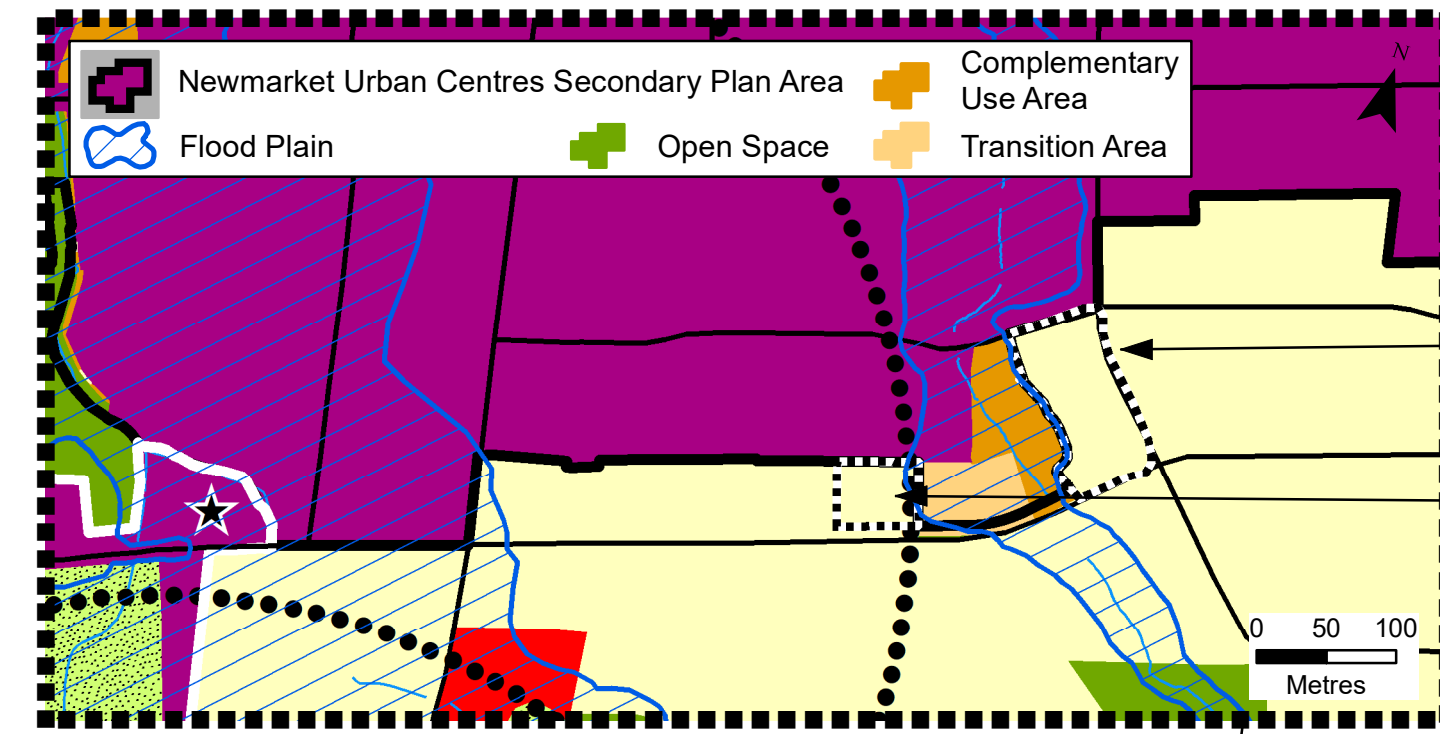 N
Newmarket Urban Centres Secondary Plan Area
Complementary
Use Area
Flood Plain
Open Space
Transition Area
0 50 100
Metres